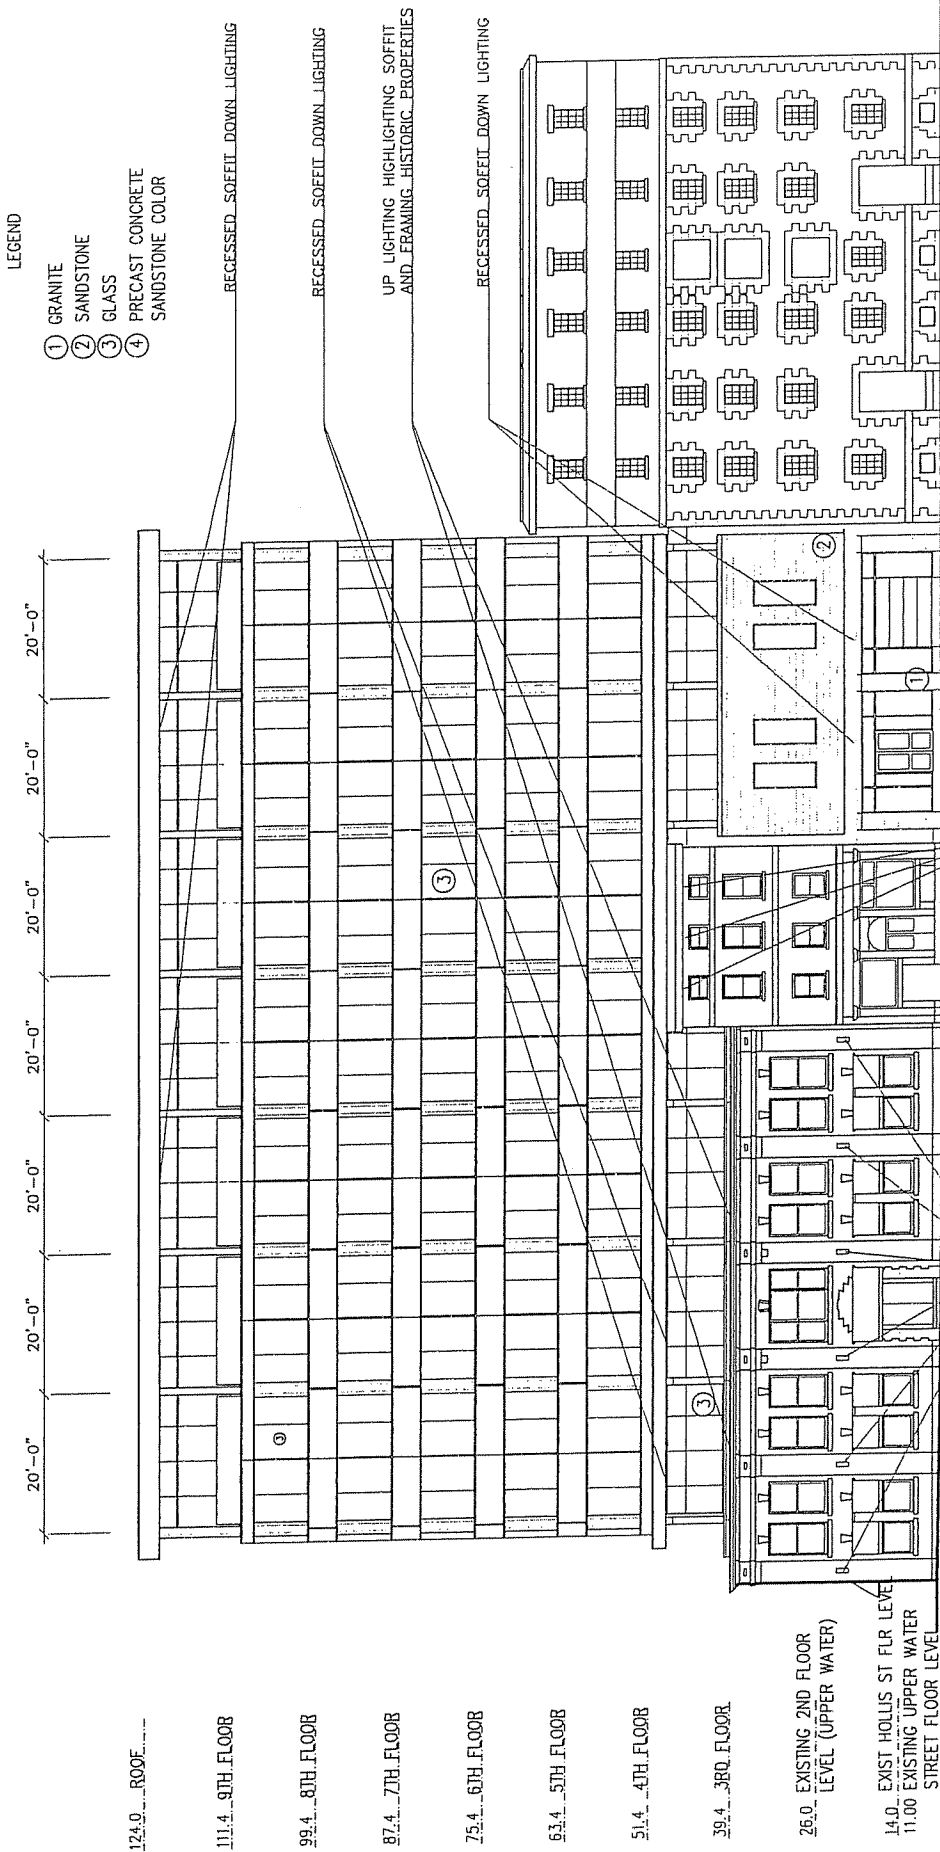 LEGEND
1 GRANITE
2 SANDSTONE
3 GLASS
4 PRECAST CONCRETE
SANDSTONE COLOR
RECESSED SOFFIT DOWN LIGHTING
RECESSED SOFFIT DOWN LIGHTING
UP LIGHTING HIGHLIGHTING SOFFIT
AND FRAMING HISTORIC PROPERTIES
RECESSED SOFFIT DOWN LIGHTING
20'-0"
20'-0"
20'-0"
20'-0"
20'-0"
20'-0"
20'-0"
3
3
3
2
1
124.0 ROOF
111.4 9TH FLOOR
99.4 8TH FLOOR
87.4 7TH FLOOR
75.4 6TH FLOOR
63.4 5TH FLOOR
51.4 4TH FLOOR
39.4 3RD FLOOR
26.0 EXISTING 2ND FLOOR
LEVEL (UPPER WATER)
14.0 EXIST HOLLIS ST FLR LEVEL
11.00 EXISTING UPPER WATER
STREET FLOOR LEVEL